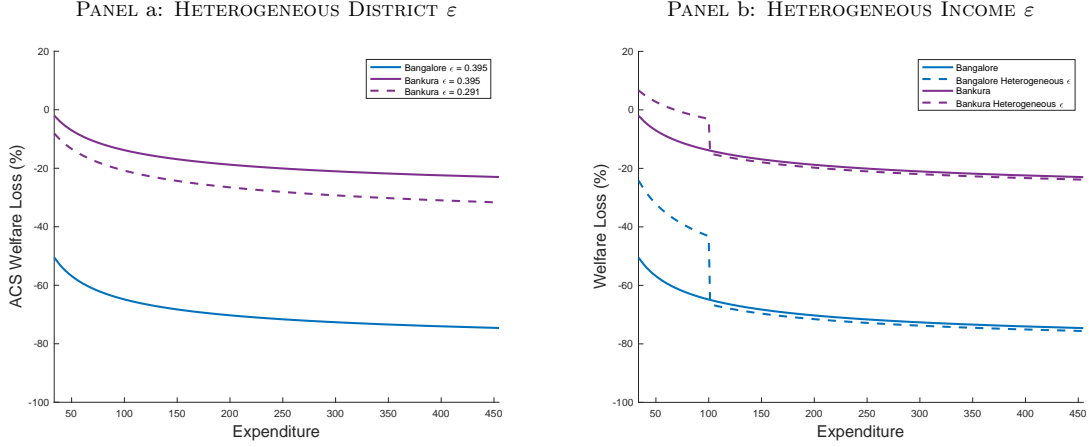 PANEL a: HETEROGENEOUS DISTRICT ε
20
0
-20
-40
-60
-80
-100
ACS Welfare Loss (%)
50 100 150 200 250 300 350 400 450
Expenditure
Bangalore ϵ = 0.395
Bankura ϵ = 0.395
Bankura ϵ = 0.291
PANEL b: HETEROGENEOUS INCOME ε
20
0
-20
-40
-60
-80
-100
Welfare Loss (%)
50 100 150 200 250 300 350 400 450
Expenditure
Bangalore
Bangalore Heterogeneous ϵ
Bankura
Bankura Heterogeneous ϵ